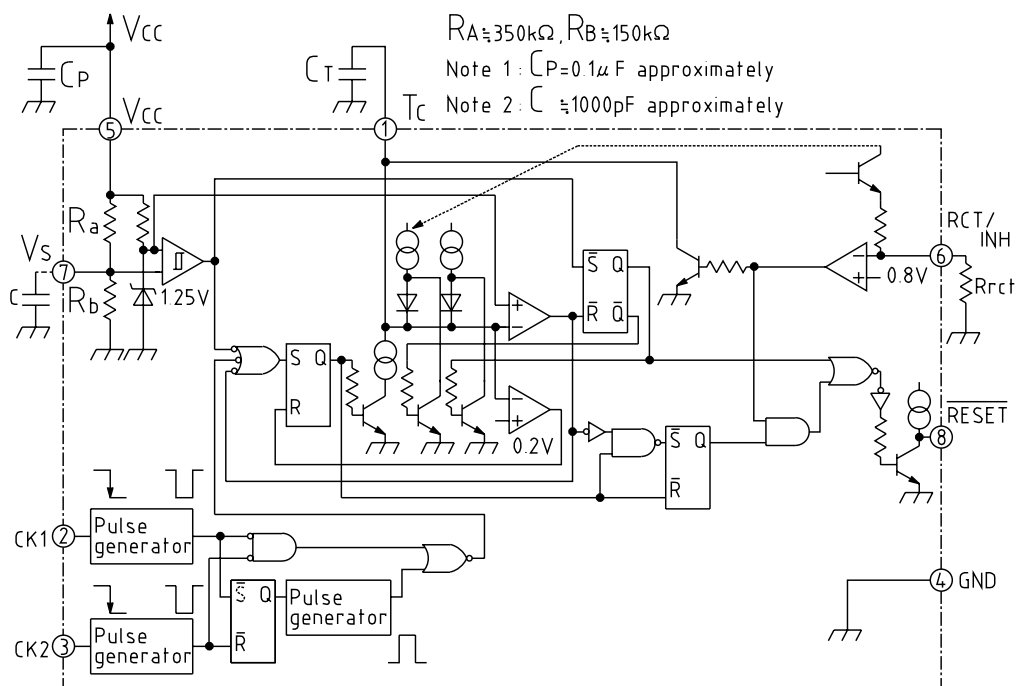 VCC
RA≒350kΩ, RB≒150kΩ
CP
CT
Note 1 : CP=0.1μF approximately
VCC
TC
Note 2 : C ≒1000pF approximately
5
1
Ra
RCT/
INH
VS
S Q
6
7
0.8V
Rrct
C
Rb
1.25V
+
−
R Q
S Q
R
−
+
0.2V
RESET
8
S Q
R
CK1
2
Pulse
generator
4
GND
S Q
Pulse
generator
CK2
3
Pulse
generator
R